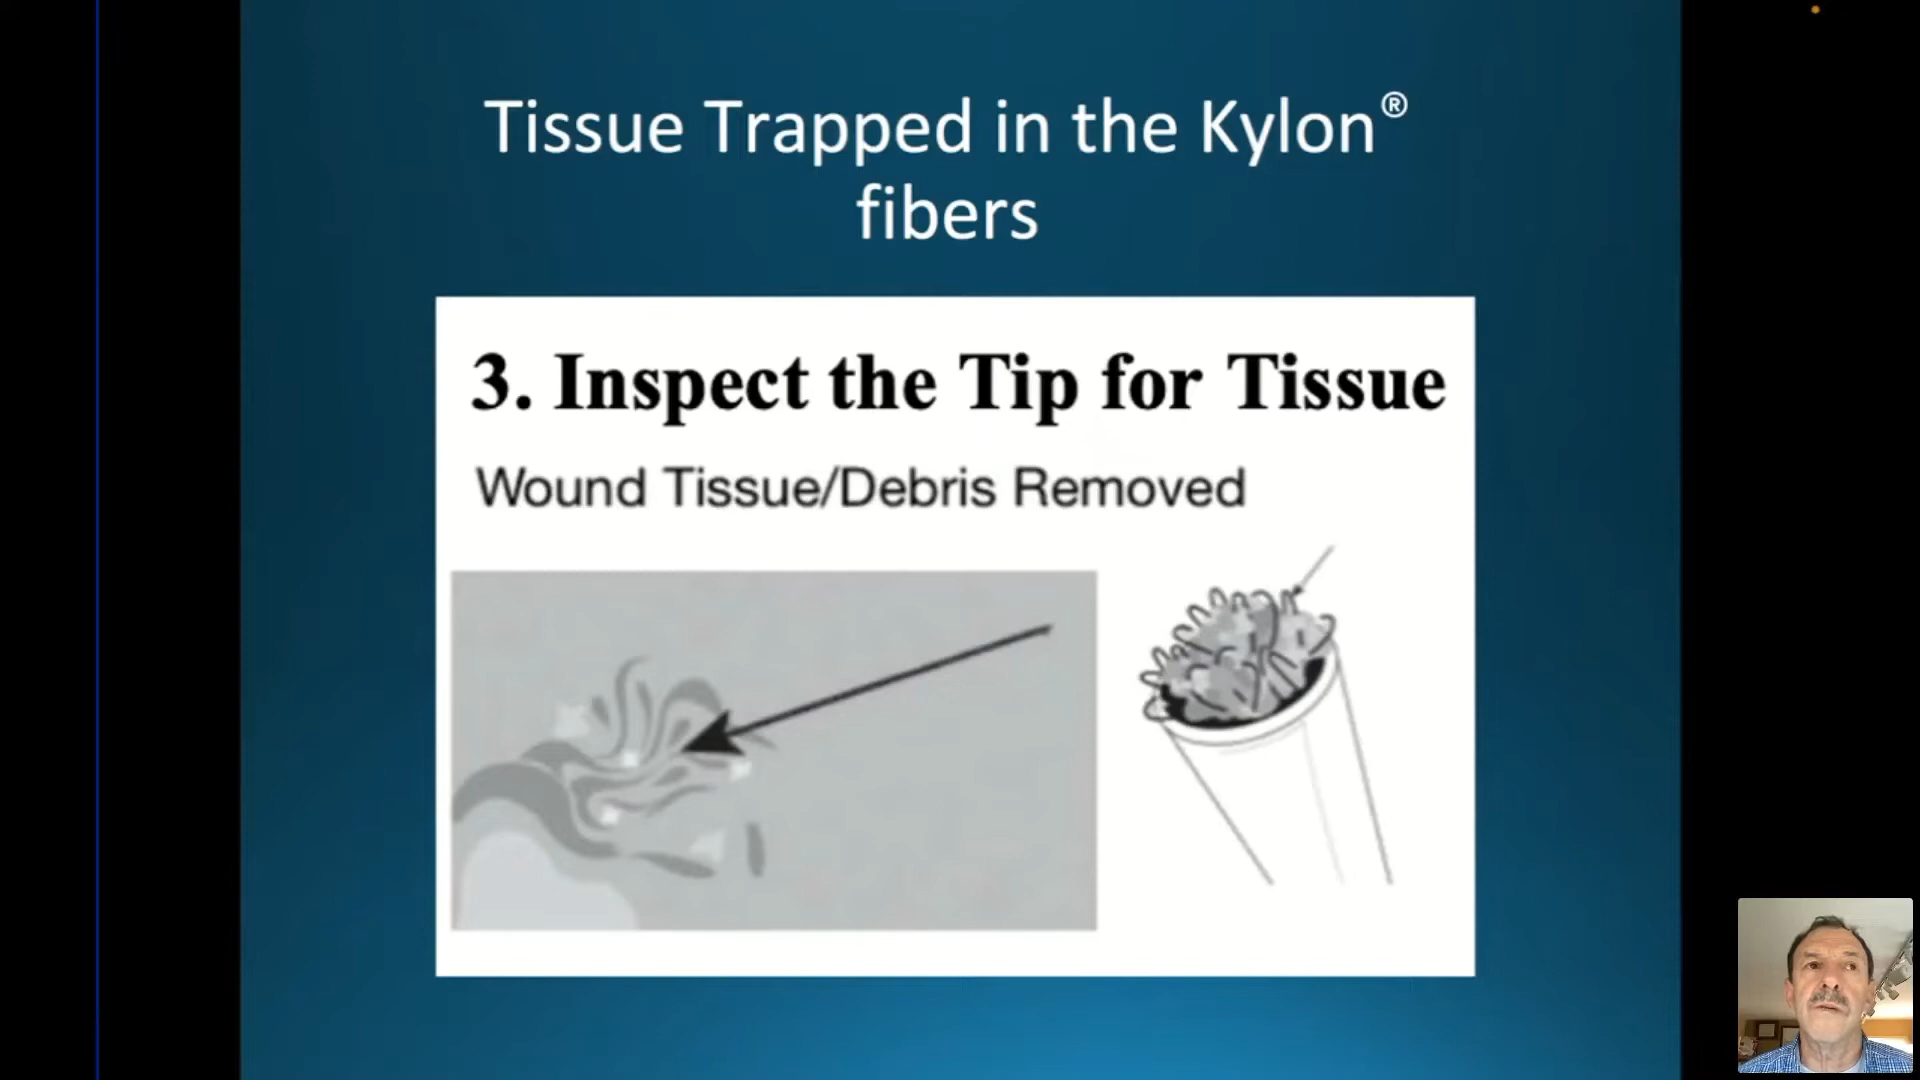 Tissue Trapped in the Kylon®
fibers
3. Inspect the Tip for Tissue
Wound Tissue/Debris Removed